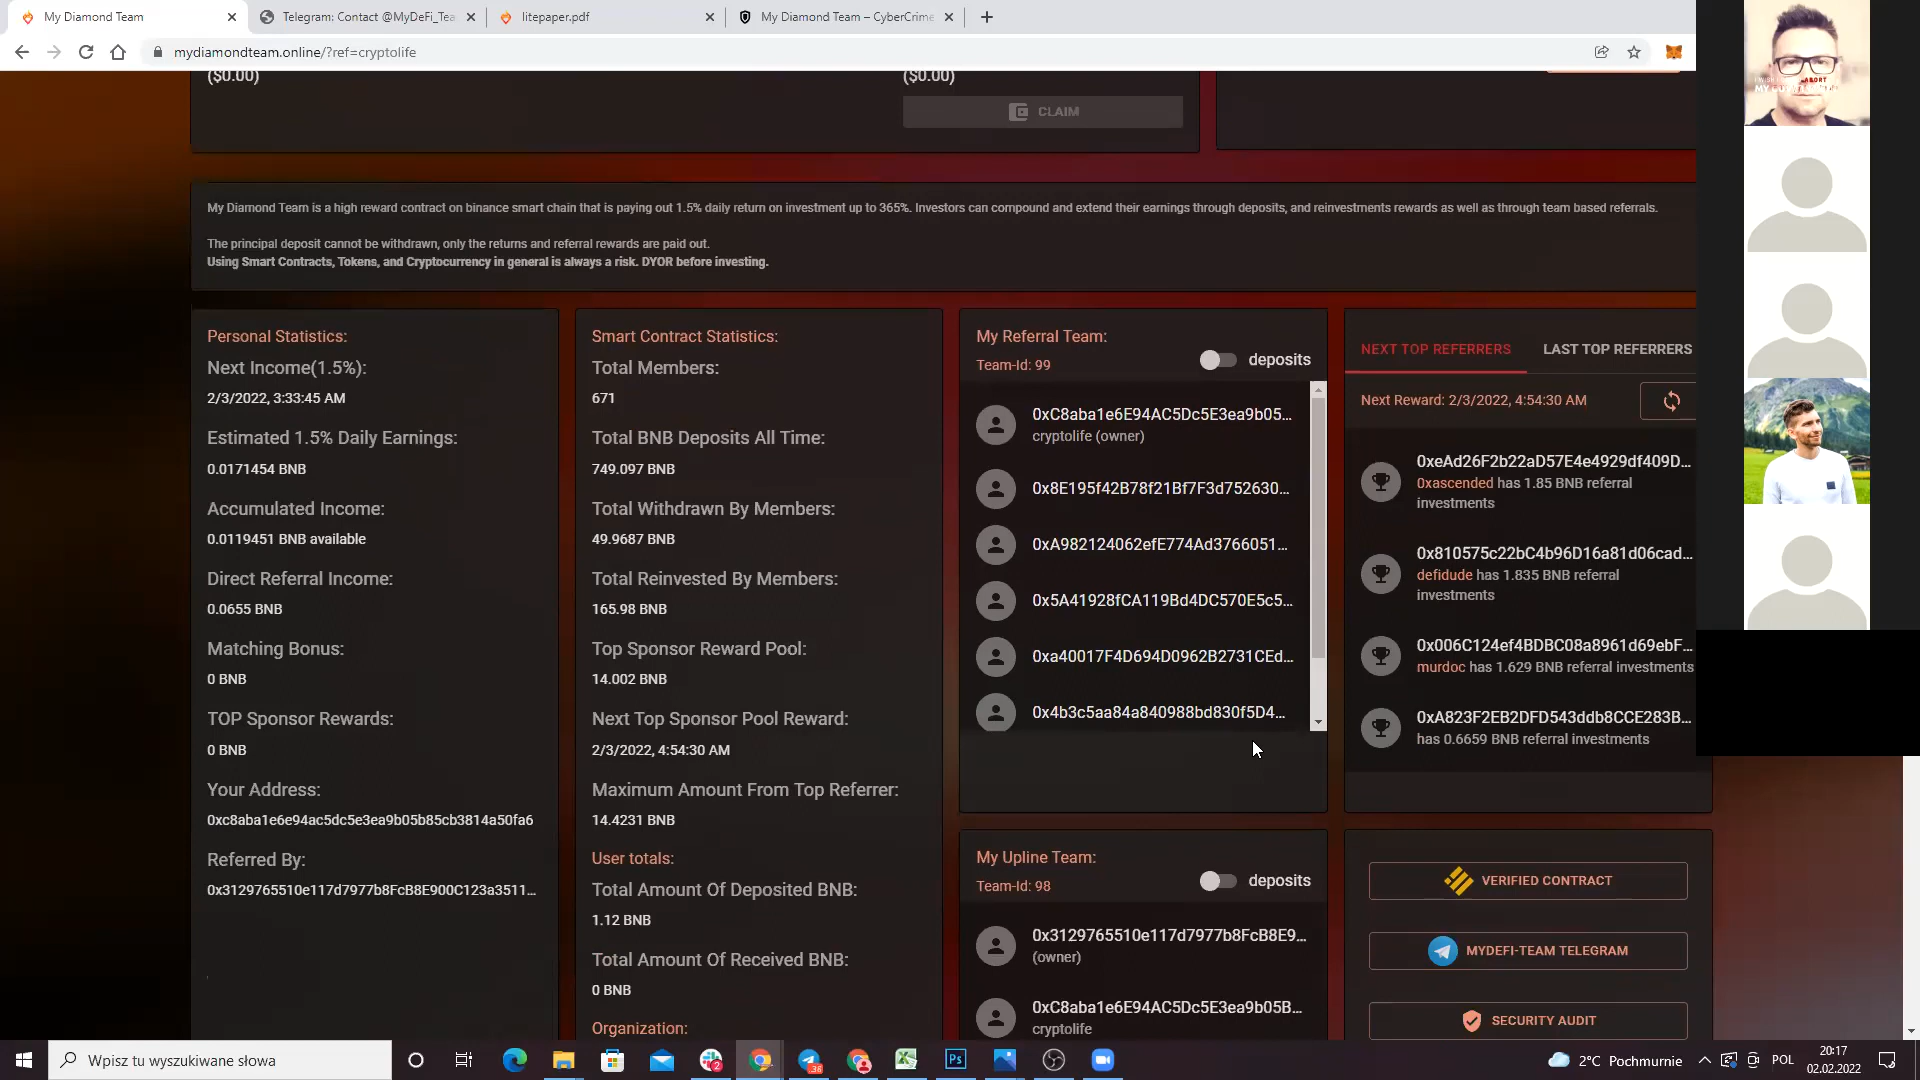 My Diamond Team
Telegram: Contact @MyDeFi_Tea
litepaper.pdf
My Diamond Team – CyberCrime
mydiamondteam.online/?ref=cryptolife
($0.00)
($0.00)
CLAIM
My Diamond Team is a high reward contract on binance smart chain that is paying out 1.5% daily return on investment up to 365%. Investors can compound and extend their earnings through deposits, and reinvestments rewards as well as through team based referrals.
The principal deposit cannot be withdrawn, only the returns and referral rewards are paid out.
Using Smart Contracts, Tokens, and Cryptocurrency in general is always a risk. DYOR before investing.
Personal Statistics:
Next Income(1.5%):
2/3/2022, 3:33:45 AM
Estimated 1.5% Daily Earnings:
0.0171454 BNB
Accumulated Income:
0.0119451 BNB available
Direct Referral Income:
0.0655 BNB
Matching Bonus:
0 BNB
TOP Sponsor Rewards:
0 BNB
Your Address:
0xc8aba1e6e94ac5dc5e3ea9b05b85cb3814a50fa6
Referred By:
0x3129765510e117d7977b8FcB8E900C123a3511...
Smart Contract Statistics:
Total Members:
671
Total BNB Deposits All Time:
749.097 BNB
Total Withdrawn By Members:
49.9687 BNB
Total Reinvested By Members:
165.98 BNB
Top Sponsor Reward Pool:
14.002 BNB
Next Top Sponsor Pool Reward:
2/3/2022, 4:54:30 AM
Maximum Amount From Top Referrer:
14.4231 BNB
User totals:
Total Amount Of Deposited BNB:
1.12 BNB
Total Amount Of Received BNB:
0 BNB
Organization:
My Referral Team:
Team-Id: 99
deposits
0xC8aba1e6E94AC5Dc5E3ea9b05...
cryptolife (owner)
0x8E195f42B78f21Bf7F3d752630...
0xA982124062efE774Ad3766051...
0x5A41928fCA119Bd4DC570E5c5...
0xa40017F4D694D0962B2731CEd...
0x4b3c5aa84a840988bd830f5D4...
My Upline Team:
Team-Id: 98
deposits
0x3129765510e117d7977b8FcB8E9...
(owner)
0xC8aba1e6E94AC5Dc5E3ea9b05B...
cryptolife
NEXT TOP REFERRERS
LAST TOP REFERRERS
Next Reward: 2/3/2022, 4:54:30 AM
0xeAd26F2b22aD57E4e4929df409D...
0xascended has 1.85 BNB referral
investments
0x810575c22bC4b96D16a81d06cad...
defidude has 1.835 BNB referral
investments
0x006C124ef4BDBC08a8961d69ebF...
murdoc has 1.629 BNB referral investments
0xA823F2EB2DFD543ddb8CCE283B...
has 0.6659 BNB referral investments
VERIFIED CONTRACT
MYDEFI-TEAM TELEGRAM
SECURITY AUDIT
Wpisz tu wyszukiwane słowa
2
38
Ps
2°C Pochmurnie
POL
20:17
02.02.2022